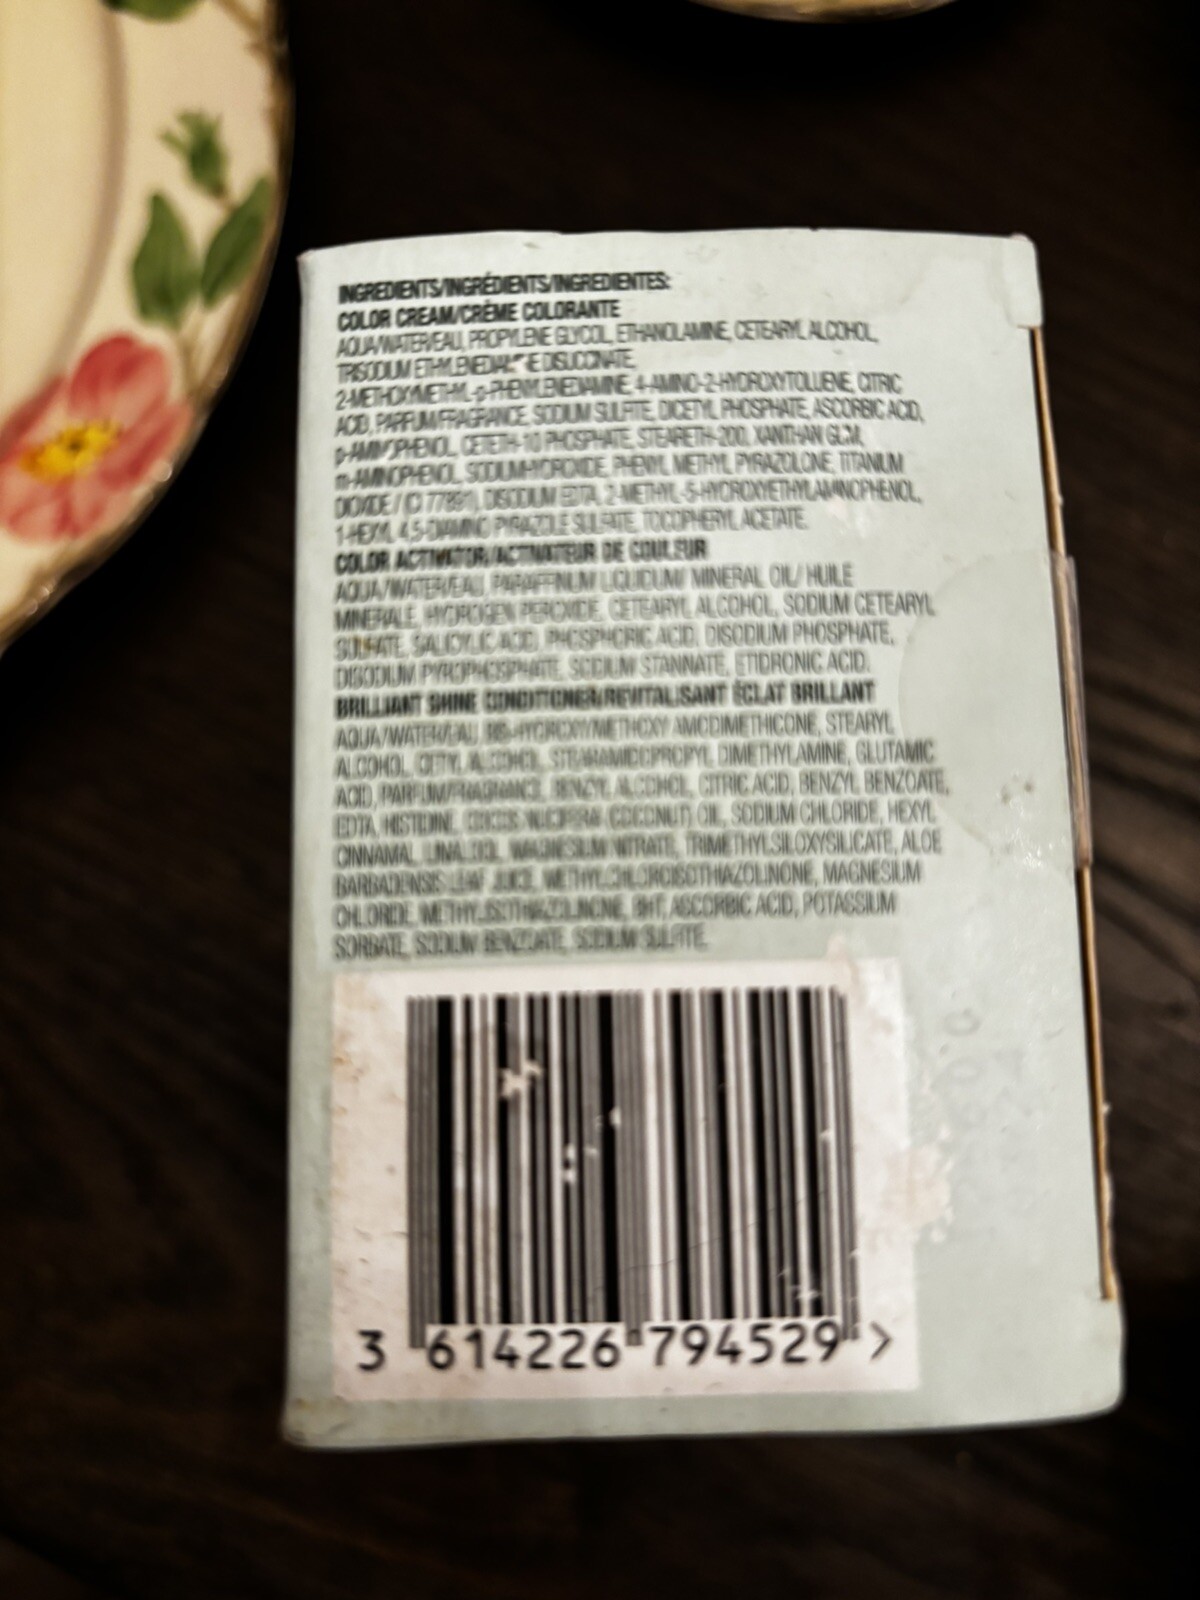 INGREDIENTS/INGRÉDIENTS/INGREDIENTES:
COLOR CREAM/CRÈME COLORANTE
AQUA/WATER/EAU, PROPYLENE GLYCOL, ETHANOLAMINE, CETEARYL ALCOHOL,
TRISODIUM ETHYLENEDIAMINE DISUCCINATE,
2-METHOXYMETHYL-p-PHENYLENEDIAMINE, 4-AMINO-2-HYDROXYTOLUENE, CITRIC
ACID, PARFUM/FRAGRANCE, SODIUM SULFITE, DICETYL PHOSPHATE, ASCORBIC ACID,
p-AMINOPHENOL, CETETH-10 PHOSPHATE, STEARETH-200, XANTHAN GUM,
m-AMINOPHENOL, SODIUM HYDROXIDE, PHENYL METHYL PYRAZOLONE, TITANIUM
DIOXIDE / (CI 77891), DISODIUM EDTA, 2-METHYL-5-HYDROXYETHYLAMINOPHENOL,
1-HEXYL 4,5-DIAMINO PYRAZOLE SULFATE, TOCOPHERYL ACETATE.
COLOR ACTIVATOR/ACTIVATEUR DE COULEUR
AQUA/WATER/EAU, PARAFFINUM LIQUIDUM/ MINERAL OIL/ HUILE
MINERALE, HYDROGEN PEROXIDE, CETEARYL ALCOHOL, SODIUM CETEARYL
SULFATE, SALICYLIC ACID, PHOSPHORIC ACID, DISODIUM PHOSPHATE,
DISODIUM PYROPHOSPHATE, SODIUM STANNATE, ETIDRONIC ACID.
BRILLIANT SHINE CONDITIONER/REVITALISANT ÉCLAT BRILLANT
AQUA/WATER/EAU, BIS-HYDROXY/METHOXY AMODIMETHICONE, STEARYL
ALCOHOL, CETYL ALCOHOL, STEARAMIDOPROPYL DIMETHYLAMINE, GLUTAMIC
ACID, PARFUM/FRAGRANCE, BENZYL ALCOHOL, CITRIC ACID, BENZYL BENZOATE,
EDTA, HISTIDINE, COCOS NUCIFERA (COCONUT) OIL, SODIUM CHLORIDE, HEXYL
CINNAMAL, LINALOOL, MAGNESIUM NITRATE, TRIMETHYLSILOXYSILICATE, ALOE
BARBADENSIS LEAF JUICE, METHYLCHLOROISOTHIAZOLINONE, MAGNESIUM
CHLORIDE, METHYLISOTHIAZOLINONE, BHT, ASCORBIC ACID, POTASSIUM
SORBATE, SODIUM BENZOATE, SODIUM SULFITE.
3 614226 794529 >